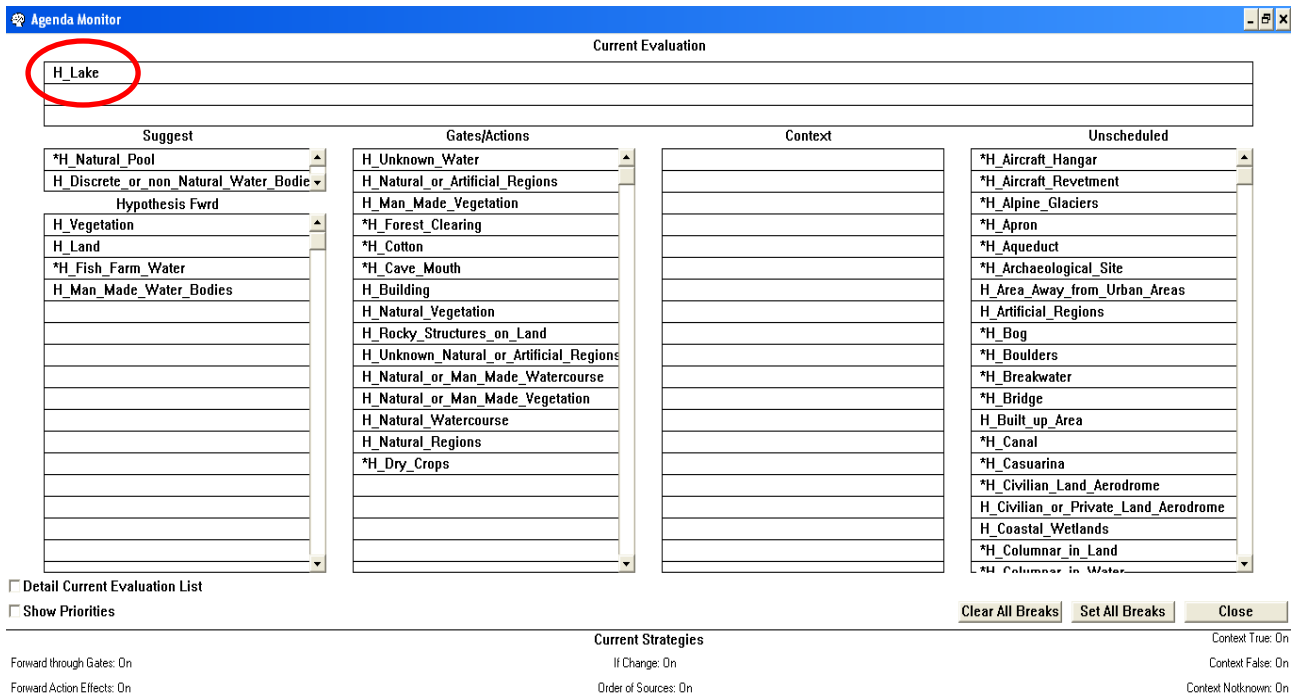 Agenda Monitor
Current Evaluation
H_Lake
Suggest
*H_Natural_Pool
H_Discrete_or_non_Natural_Water_Bodie
Hypothesis Fwrd
H_Vegetation
H_Land
*H_Fish_Farm_Water
H_Man_Made_Water_Bodies
Gates/Actions
H_Unknown_Water
H_Natural_or_Artificial_Regions
H_Man_Made_Vegetation
*H_Forest_Clearing
*H_Cotton
*H_Cave_Mouth
H_Building
H_Natural_Vegetation
H_Rocky_Structures_on_Land
H_Unknown_Natural_or_Artificial_Regions
H_Natural_or_Man_Made_Watercourse
H_Natural_or_Man_Made_Vegetation
H_Natural_Watercourse
H_Natural_Regions
*H_Dry_Crops
Context
Unscheduled
*H_Aircraft_Hangar
*H_Aircraft_Revetment
*H_Alpine_Glaciers
*H_Apron
*H_Aqueduct
*H_Archaeological_Site
H_Area_Away_from_Urban_Areas
H_Artificial_Regions
*H_Bog
*H_Boulders
*H_Breakwater
*H_Bridge
H_Built_up_Area
*H_Canal
*H_Casuarina
*H_Civilian_Land_Aerodrome
H_Civilian_or_Private_Land_Aerodrome
H_Coastal_Wetlands
*H_Columnar_in_Land
*H_Columnar_in_Water
Detail Current Evaluation List
Show Priorities
Clear All Breaks
Set All Breaks
Close
Current Strategies
Context True: On
Forward through Gates: On
If Change: On
Context False: On
Forward Action Effects: On
Order of Sources: On
Context Notknown: On